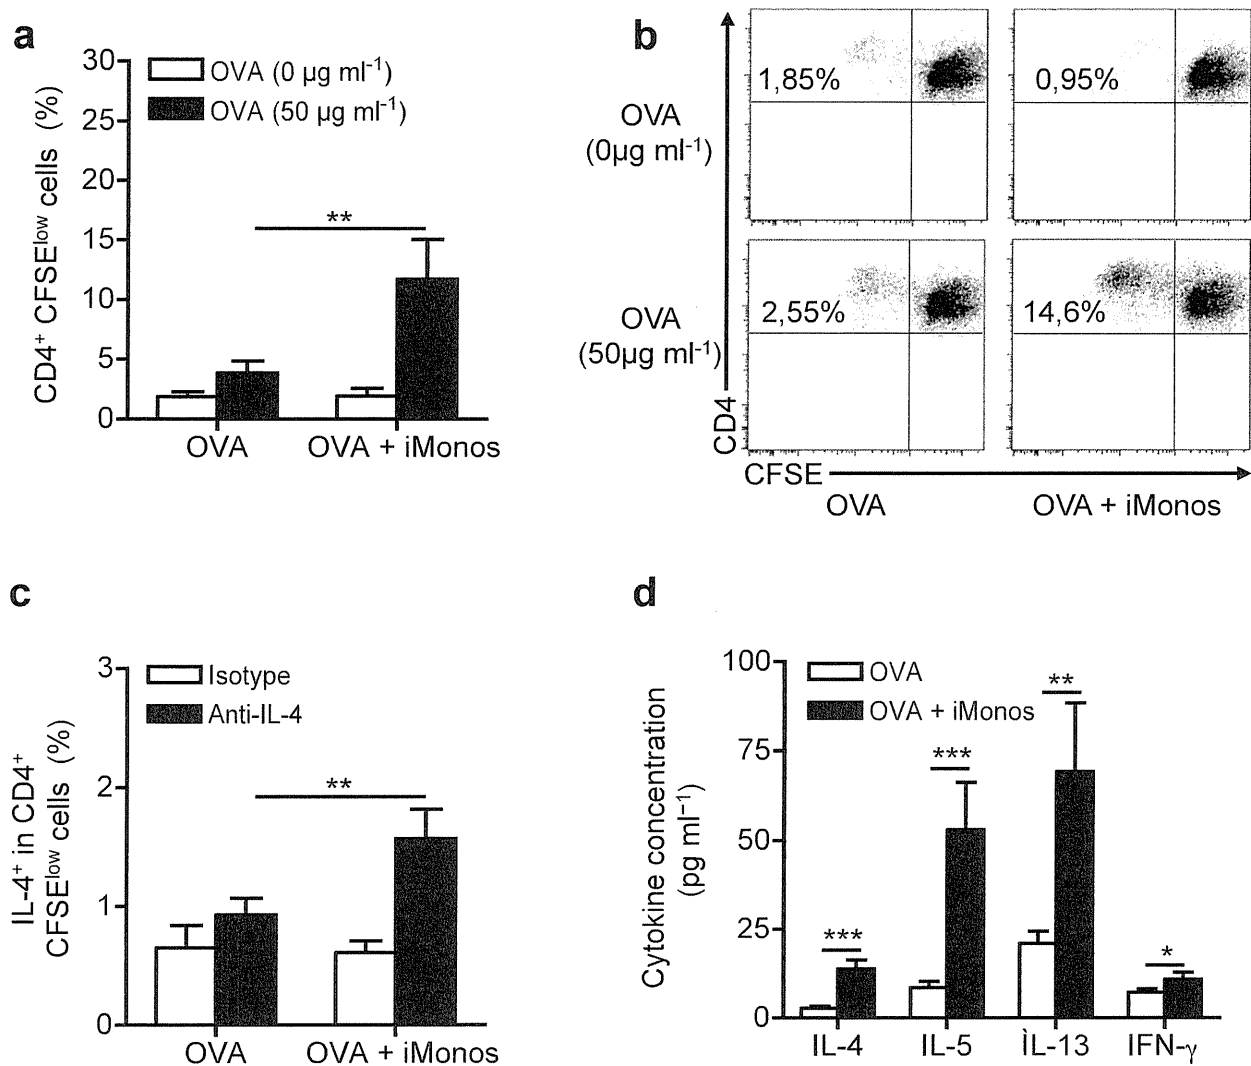 a
30
25
20
15
10
5
0
CD4⁺ CFSEˡᵒʷ cells (%)
OVA (0 µg ml⁻¹)
OVA (50 µg ml⁻¹)
**
OVA
OVA + iMonos
b
OVA
(0µg ml⁻¹)
1,85%
0,95%
OVA
(50µg ml⁻¹)
2,55%
14,6%
CD4
CFSE
OVA
OVA + iMonos
c
3
2
1
0
IL-4⁺ in CD4⁺
CFSEˡᵒʷ cells (%)
Isotype
Anti-IL-4
**
OVA
OVA + iMonos
d
100
75
50
25
0
Cytokine concentration
(pg ml⁻¹)
OVA
OVA + iMonos
***
***
**
*
IL-4
IL-5
ÌL-13
IFN-γ